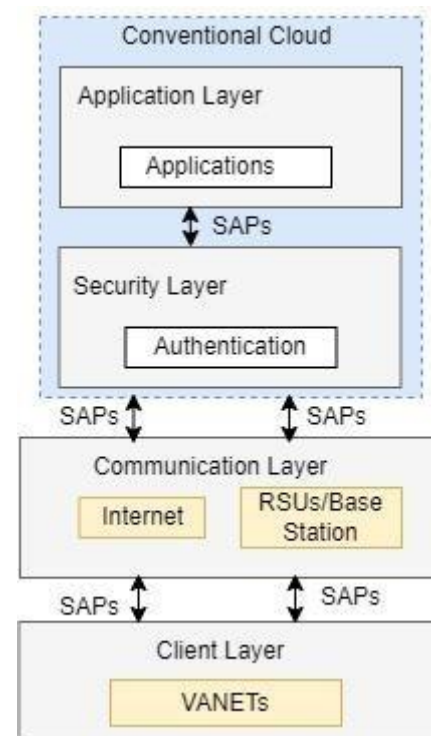 Conventional Cloud
Application Layer
Applications
SAPs
Security Layer
Authentication
SAPs
SAPs
Communication Layer
Internet
RSUs/Base
Station
SAPs
SAPs
Client Layer
VANETs